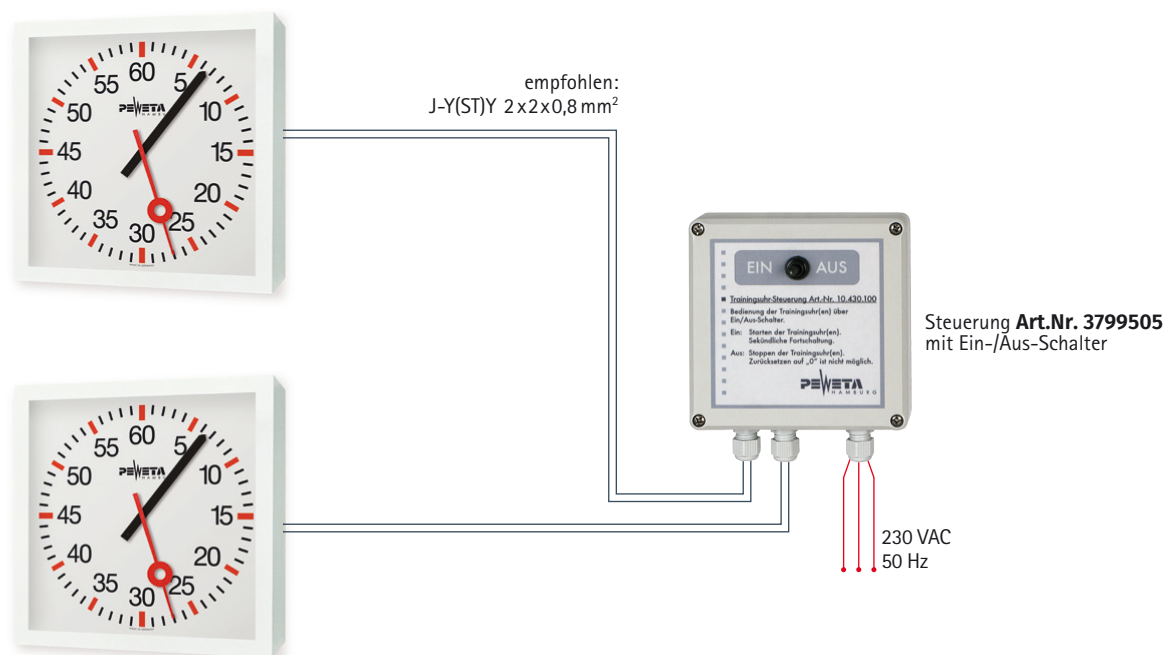 60
5
10
15
20
25
30
35
40
45
50
55
PEWETA
HAMBURG
empfohlen:
J-Y(ST)Y 2x2x0,8 mm²
EIN AUS
Trainingsuhr-Steuerung Art.-Nr. 10.430.100
Bedienung der Trainingsuhr(en) über
Ein/Aus-Schalter.
Ein: Starten der Trainingsuhr(en).
Sekündliche Fortschaltung.
Aus: Stoppen der Trainingsuhr(en).
Zurücksetzen auf „0" ist nicht möglich.
PEWETA
HAMBURG
Steuerung Art.Nr. 3799505
mit Ein-/Aus-Schalter
230 VAC
50 Hz
60
5
10
15
20
25
30
35
40
45
50
55
PEWETA
HAMBURG